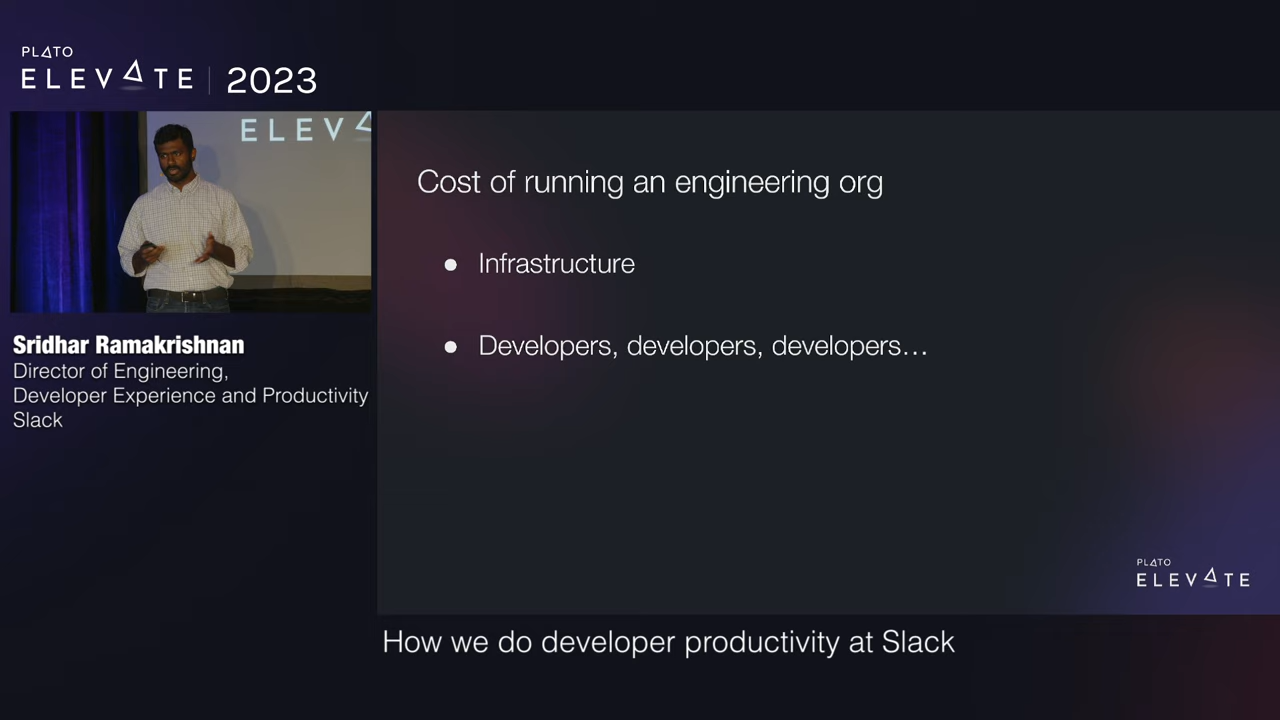 PLATO
ELEVATE | 2023
ELEVA
Sridhar Ramakrishnan
Director of Engineering,
Developer Experience and Productivity
Slack
Cost of running an engineering org
● Infrastructure
● Developers, developers, developers…
PLATO
ELEVATE
How we do developer productivity at Slack